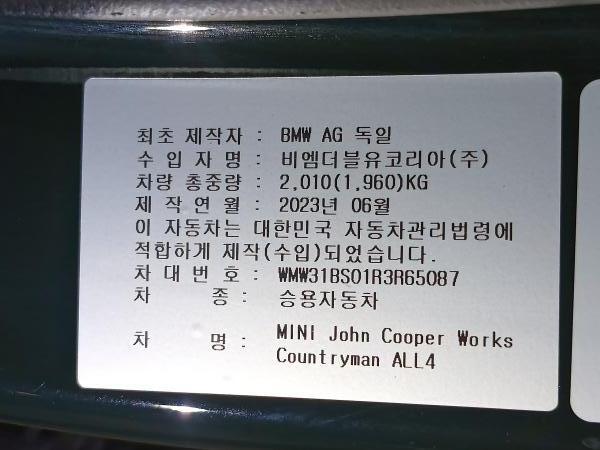 최초 제작자 : BMW AG 독일
수 입 자 명 : 비엠더블유코리아(주)
차량 총중량 : 2,010(1,960)KG
제 작 연 월 : 2023년 06월
이 자동차는 대한민국 자동차관리법령에
적합하게 제작(수입)되었습니다.
차 대 번 호 : WMW31BS01R3R65087
차 종 : 승용자동차
차 명 : MINI John Cooper Works
Countryman ALL4